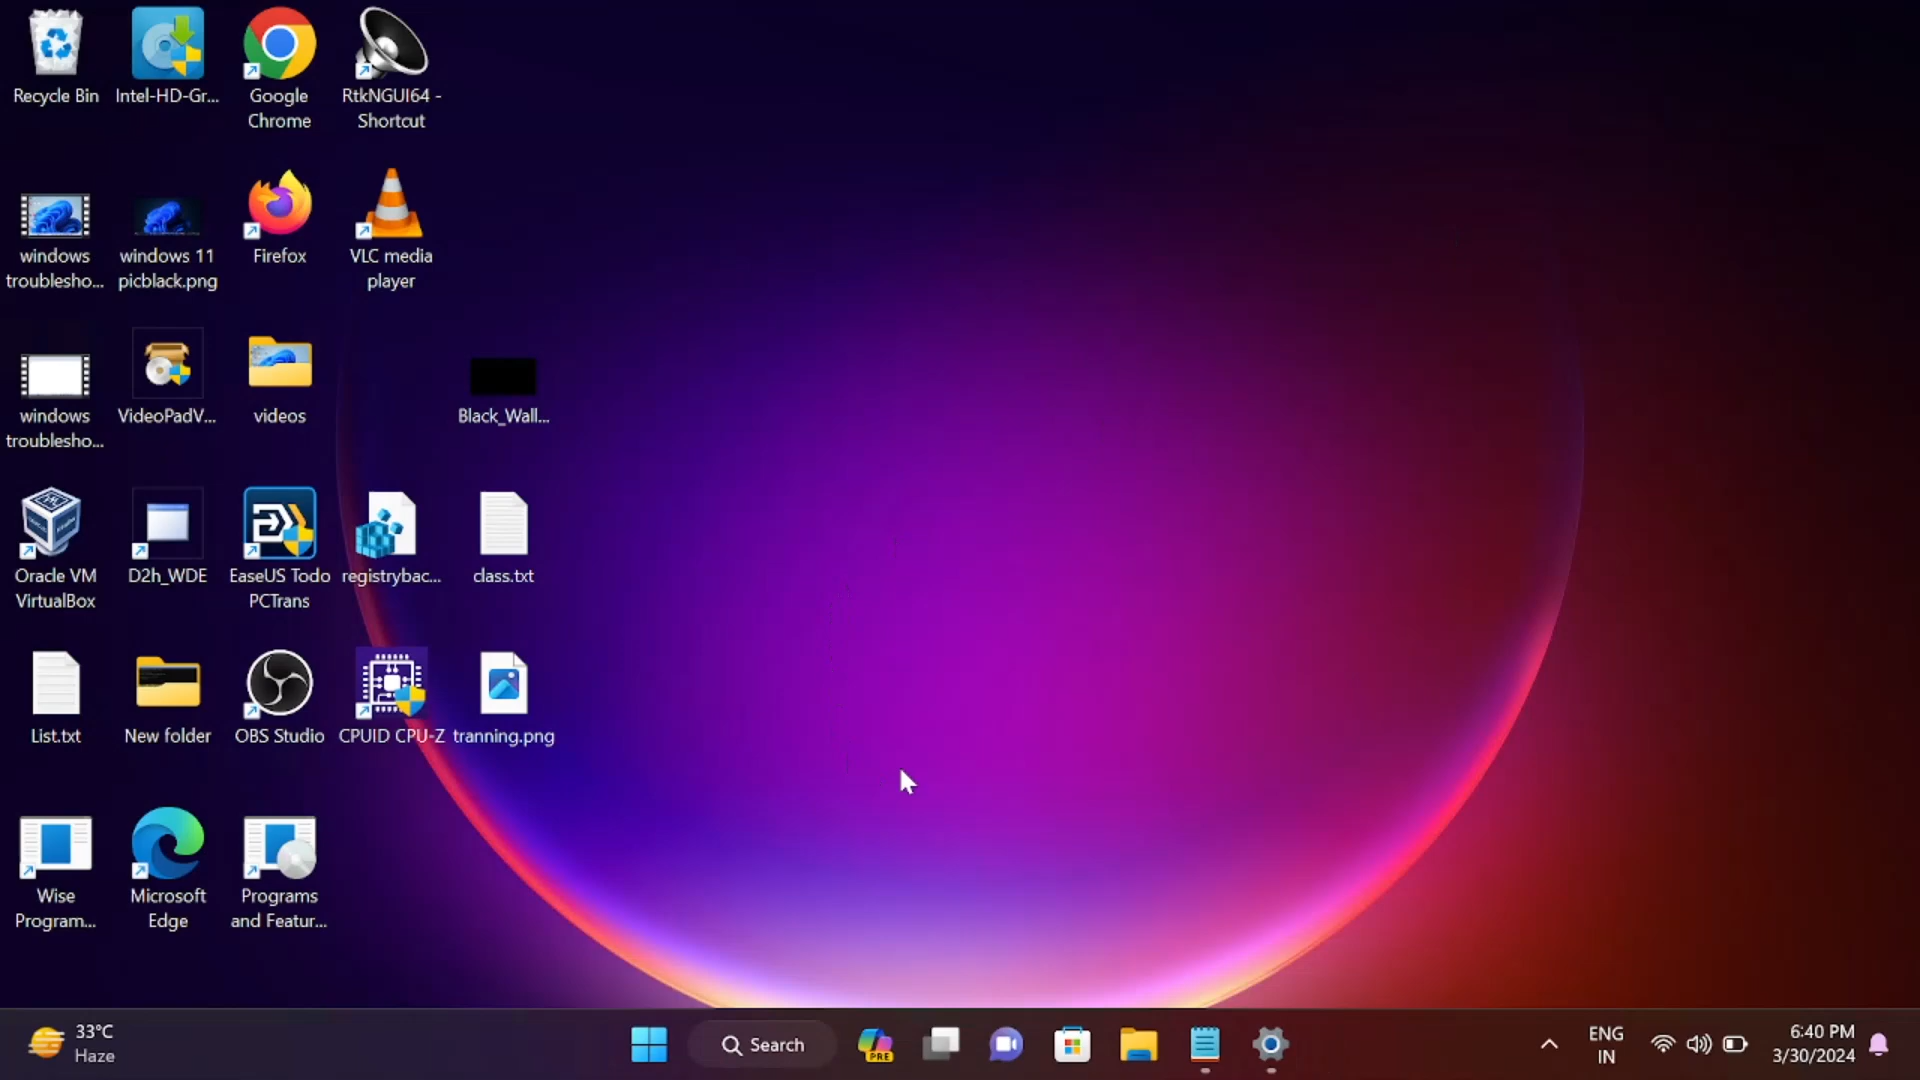 Recycle Bin
Intel-HD-Gr...
Google
Chrome
RtkNGUI64 -
Shortcut
windows
troublesho...
windows 11
picblack.png
Firefox
VLC media
player
windows
troublesho...
VideoPadV...
videos
Black_Wall...
Oracle VM
VirtualBox
D2h_WDE
EaseUS Todo
PCTrans
registrybac...
class.txt
List.txt
New folder
OBS Studio
CPUID CPU-Z
tranning.png
Wise
Program...
Microsoft
Edge
Programs
and Featur...
33°C
Haze
Search
PRE
ENG
IN
6:40 PM
3/30/2024